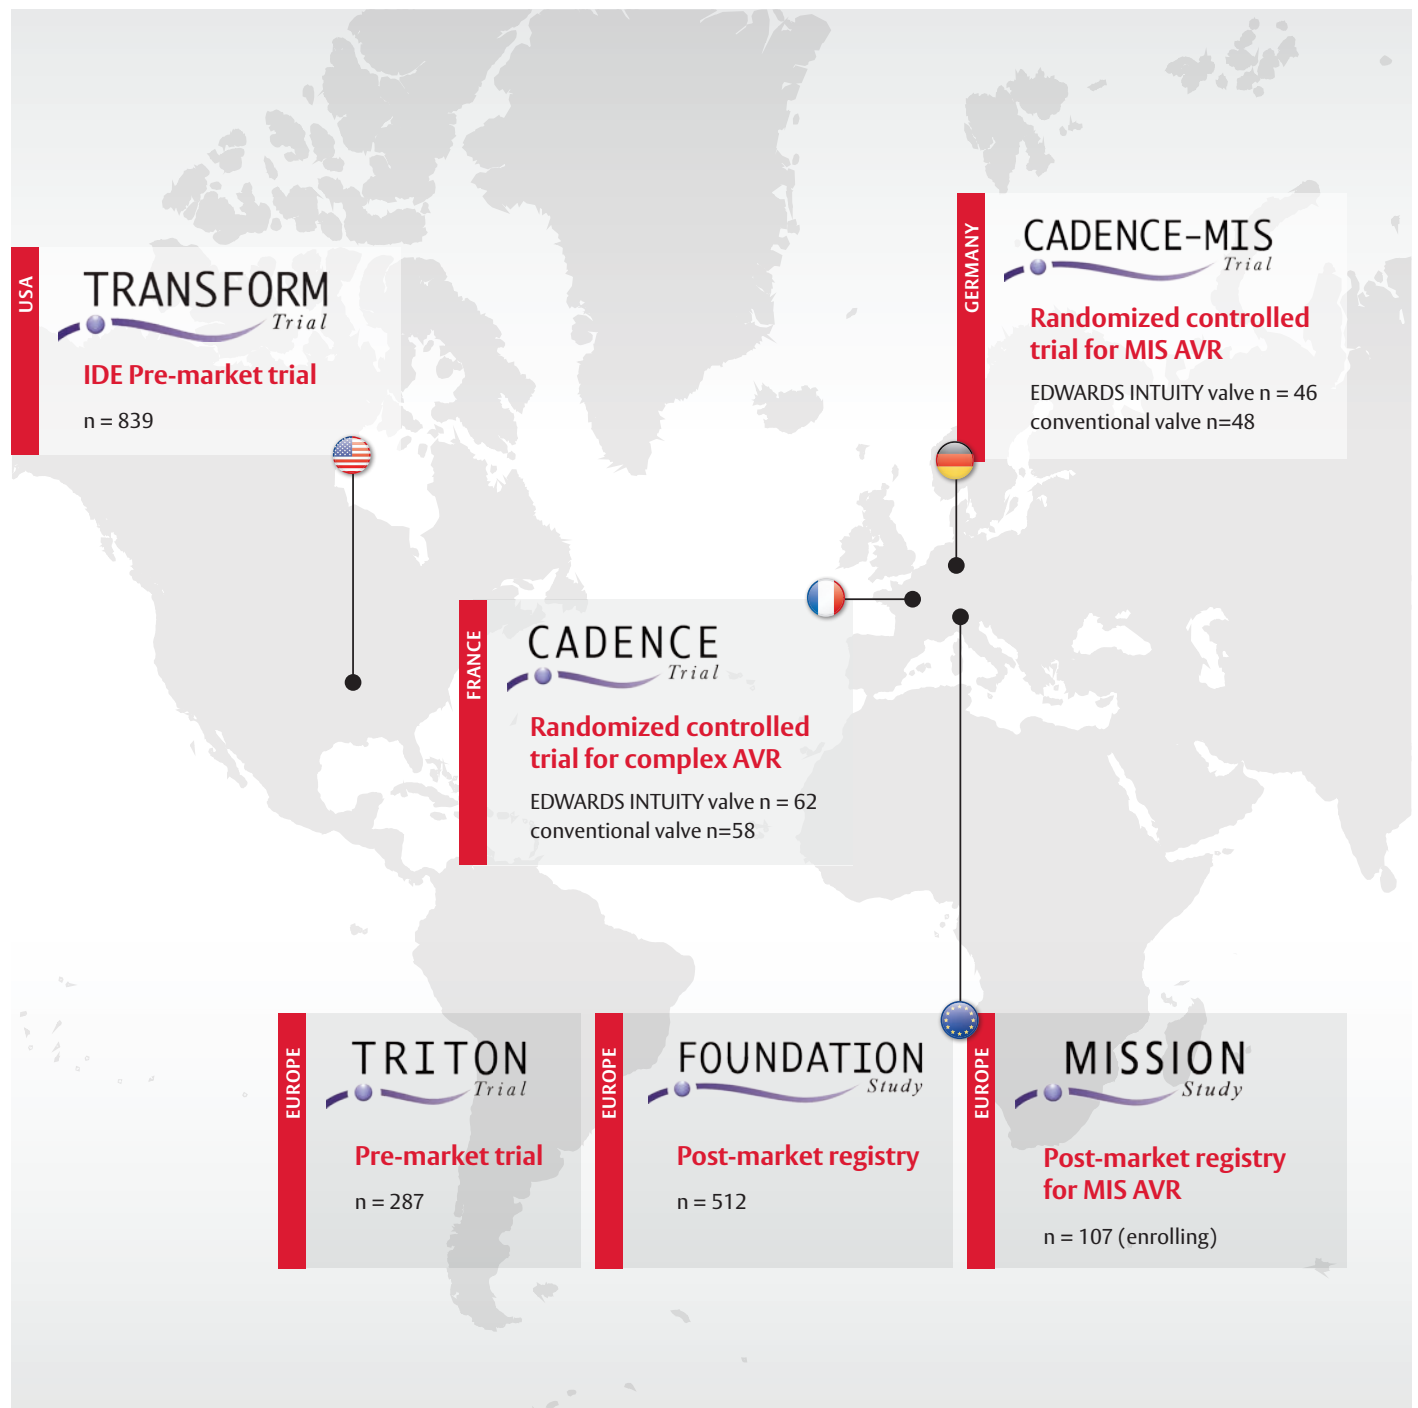 USA
TRANSFORM
Trial
IDE Pre-market trial
n = 839
GERMANY
CADENCE-MIS
Trial
Randomized controlled
trial for MIS AVR
EDWARDS INTUITY valve n = 46
conventional valve n=48
FRANCE
CADENCE
Trial
Randomized controlled
trial for complex AVR
EDWARDS INTUITY valve n = 62
conventional valve n=58
EUROPE
TRITON
Trial
Pre-market trial
n = 287
EUROPE
FOUNDATION
Study
Post-market registry
n = 512
EUROPE
MISSION
Study
Post-market registry
for MIS AVR
n = 107 (enrolling)